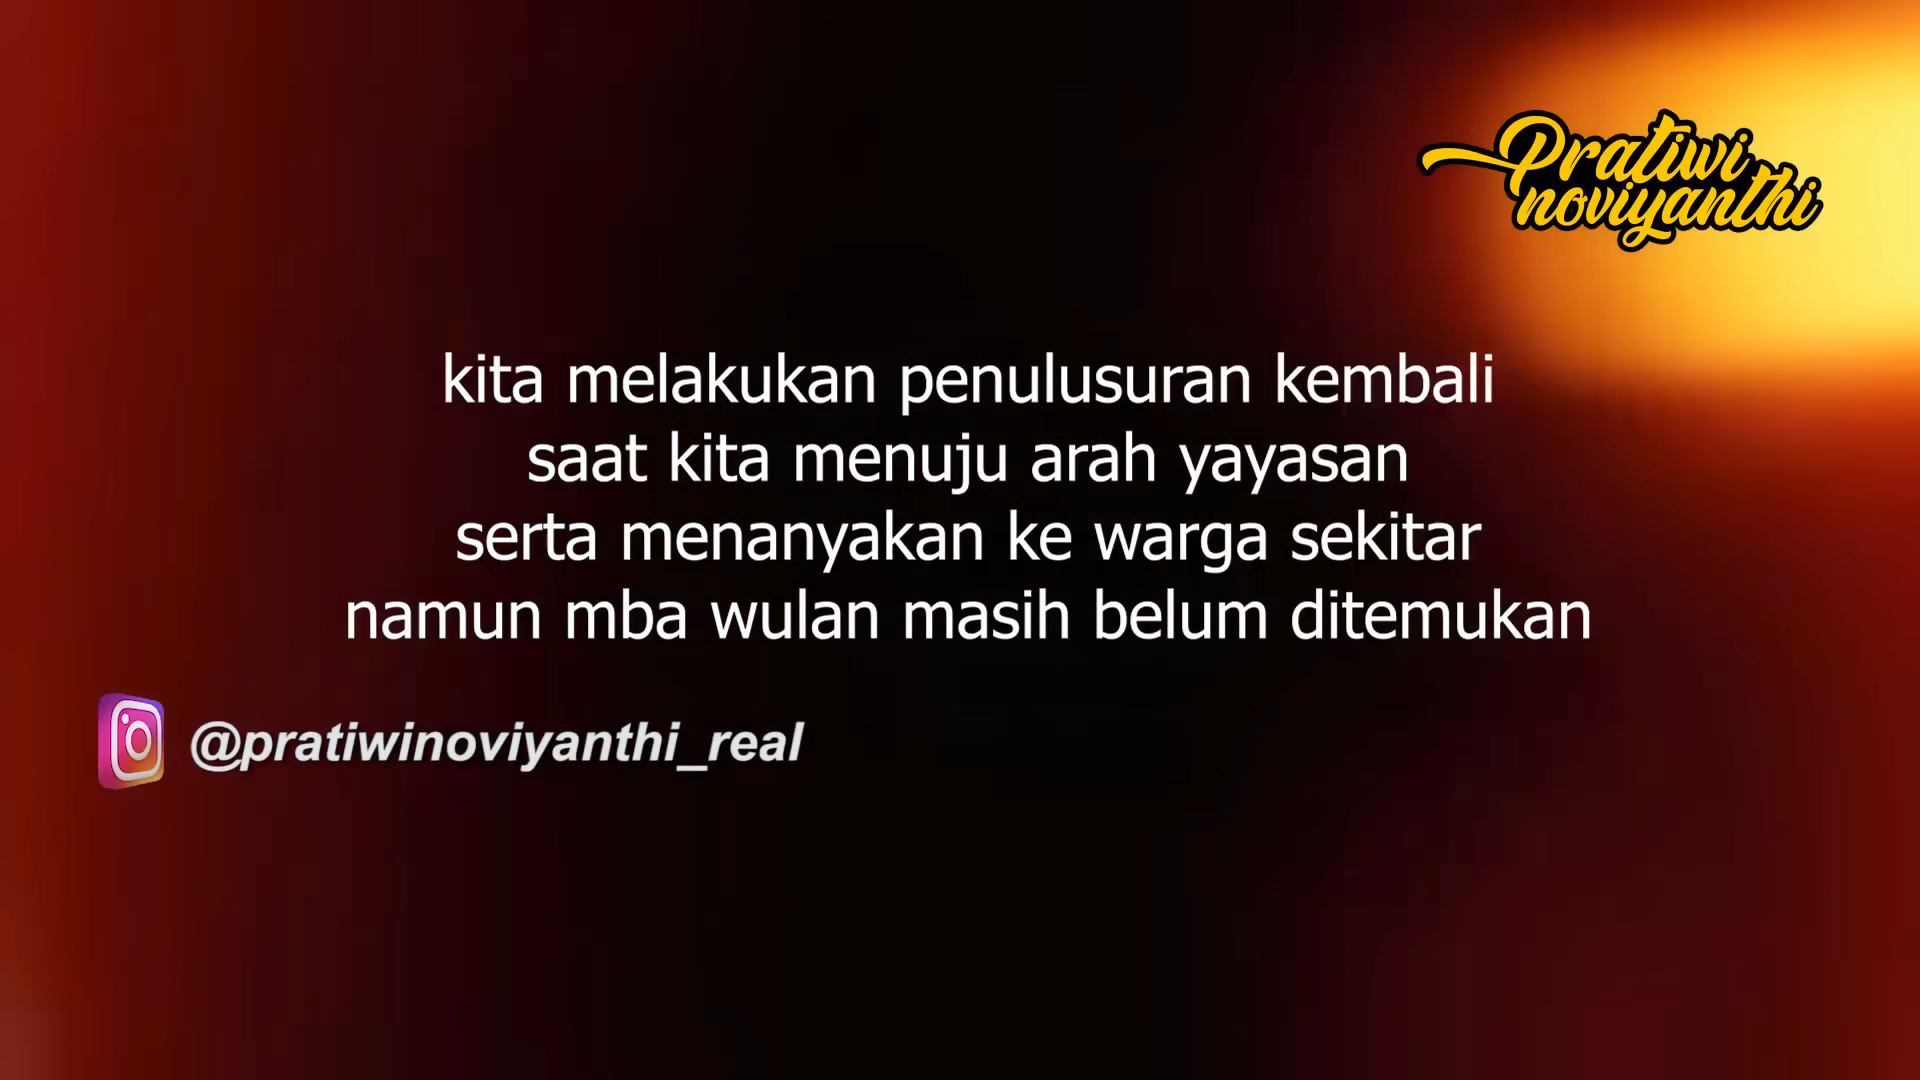 Pratiwi
noviyanthi
kita melakukan penulusuran kembali
saat kita menuju arah yayasan
serta menanyakan ke warga sekitar
namun mba wulan masih belum ditemukan
@pratiwinoviyanthi_real